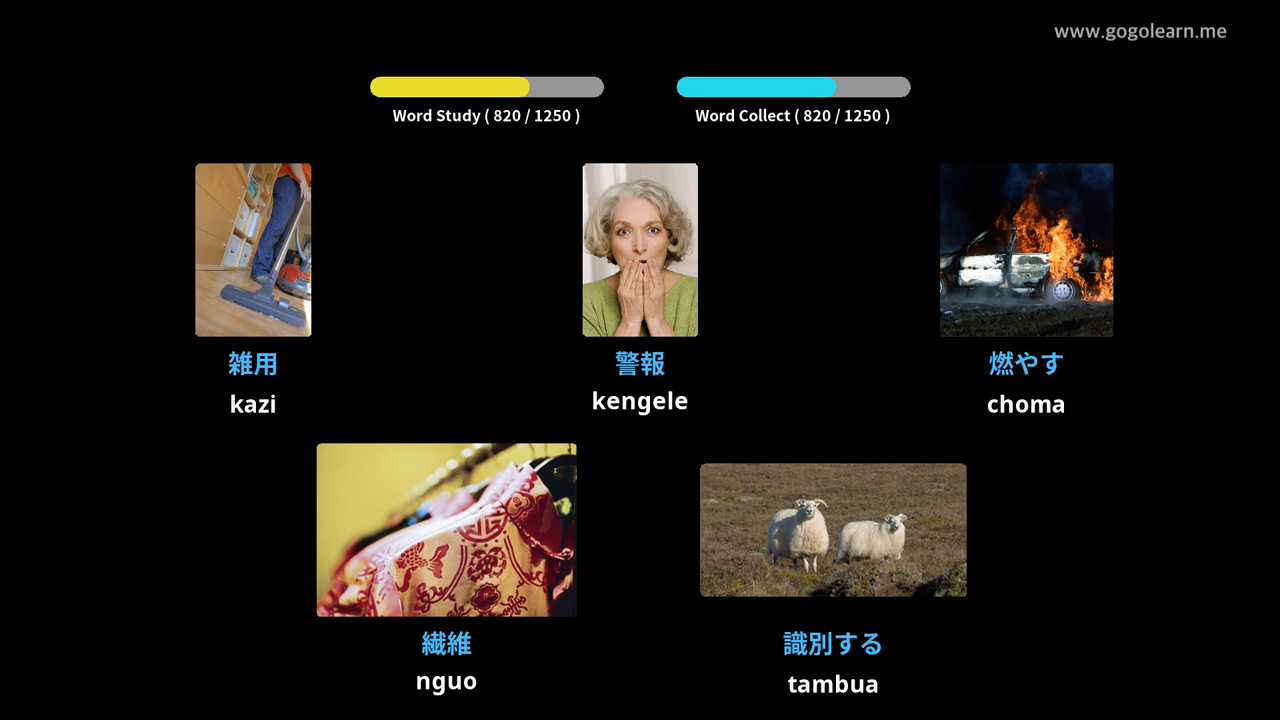 www.gogolearn.me
Word Study ( 820 / 1250 )
Word Collect ( 820 / 1250 )
雑用
kazi
警報
kengele
燃やす
choma
繊維
nguo
識別する
tambua